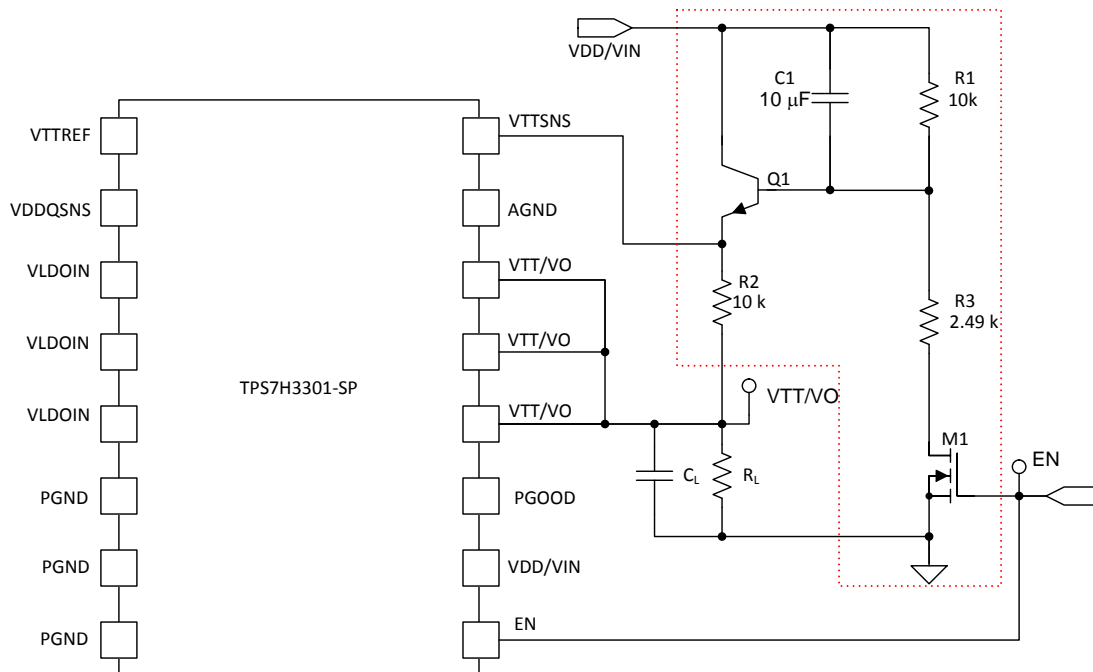 VDD/VIN
C1
10 µF
R1
10k
VTTREF
VTTSNS
Q1
VDDQSNS
AGND
VLDOIN
VTT/VO
R2
10 k
R3
2.49 k
VLDOIN
VTT/VO
TPS7H3301-SP
VLDOIN
VTT/VO
VTT/VO
M1
EN
PGND
PGOOD
CL
RL
PGND
VDD/VIN
PGND
EN